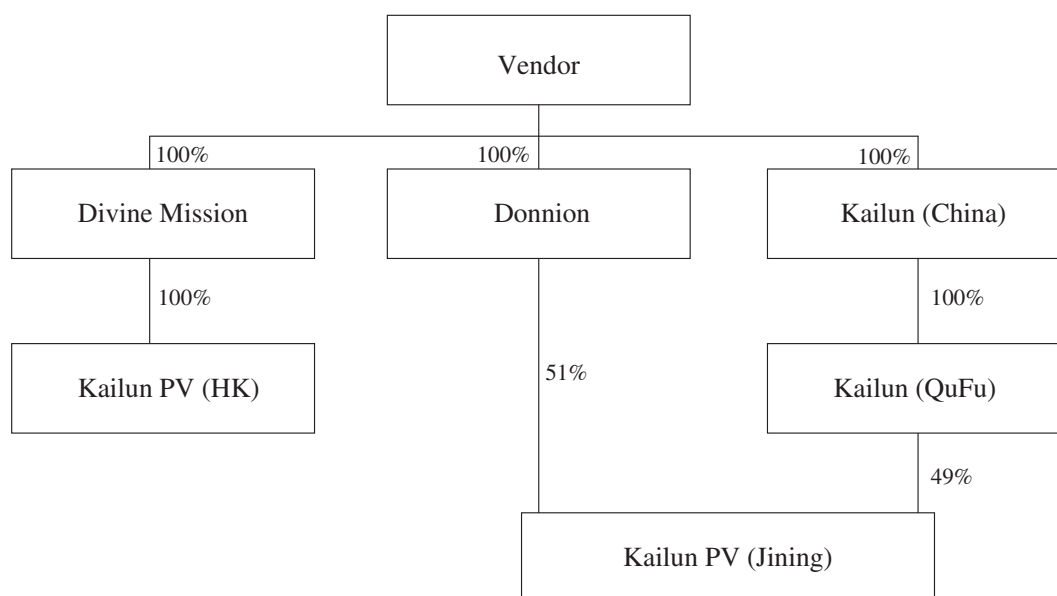 Vendor
100%
100%
100%
Divine Mission
Donnion
Kailun (China)
100%
100%
Kailun PV (HK)
51%
Kailun (QuFu)
49%
Kailun PV (Jining)